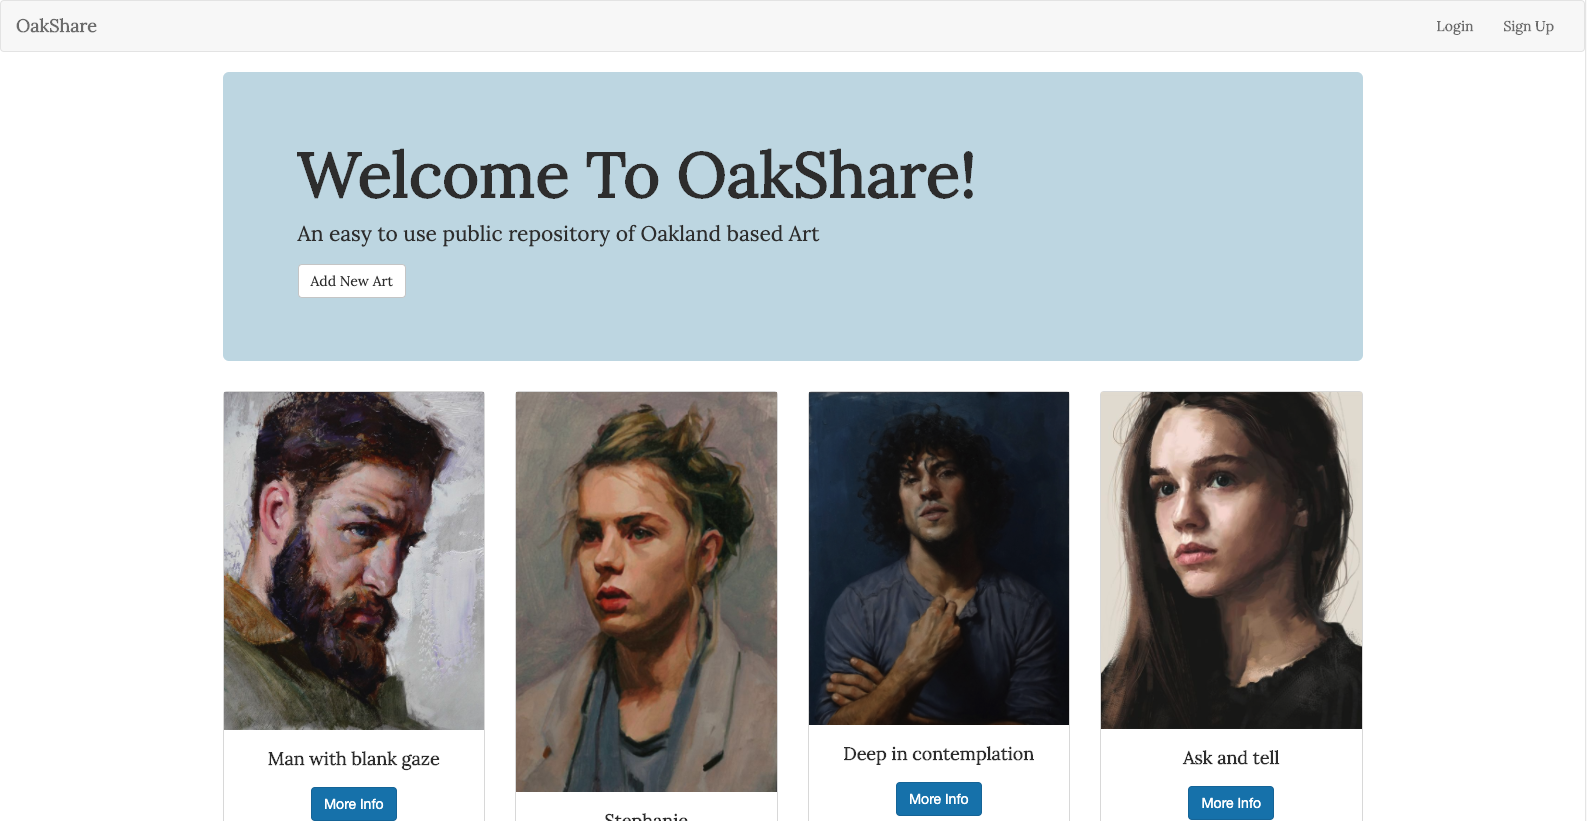 OakShare
Login
Sign Up
Welcome To OakShare!
An easy to use public repository of Oakland based Art
Add New Art
Man with blank gaze
More Info
Stephanie
Deep in contemplation
More Info
Ask and tell
More Info